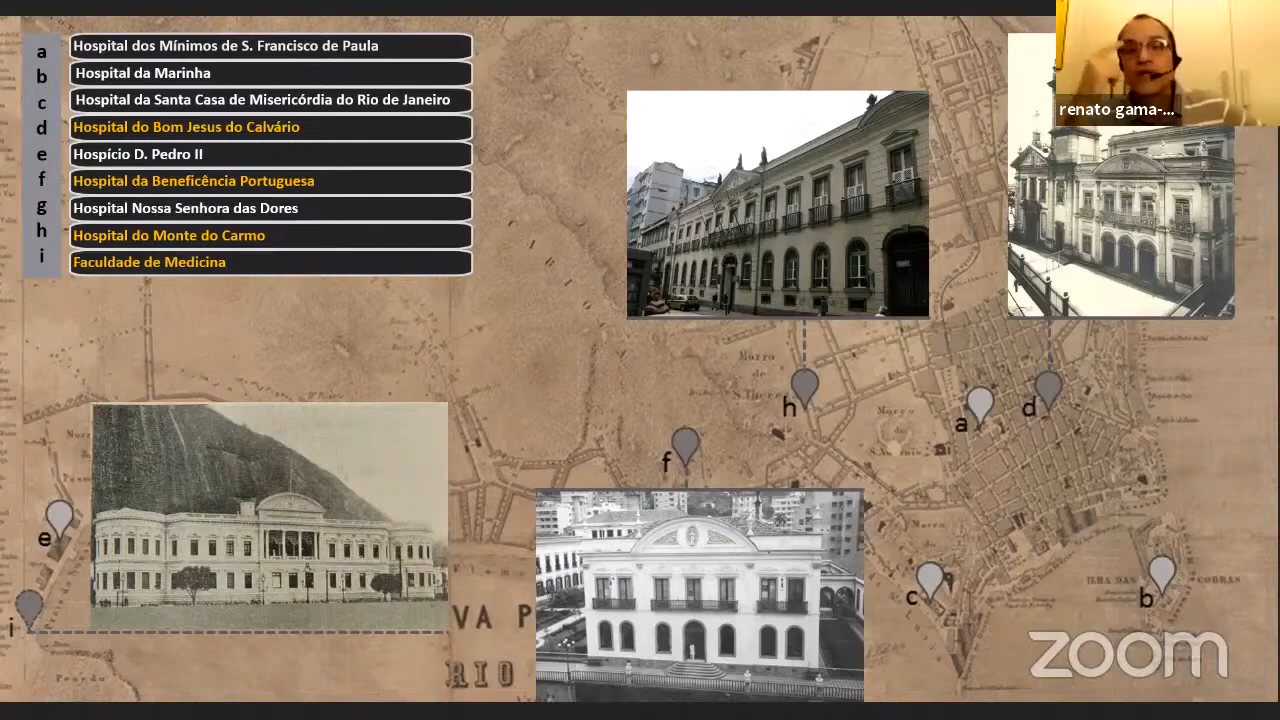 a Hospital dos Mínimos de S. Francisco de Paula
b Hospital da Marinha
c Hospital da Santa Casa de Misericórdia do Rio de Janeiro
d Hospital do Bom Jesus do Calvário
e Hospício D. Pedro II
f Hospital da Beneficência Portuguesa
g Hospital Nossa Senhora das Dores
h Hospital do Monte do Carmo
i Faculdade de Medicina
renato gama-...
Morro
de
h
a
d
f
e
i
c
b
ILHA DAS COBRAS
VA P
RIO
zoom